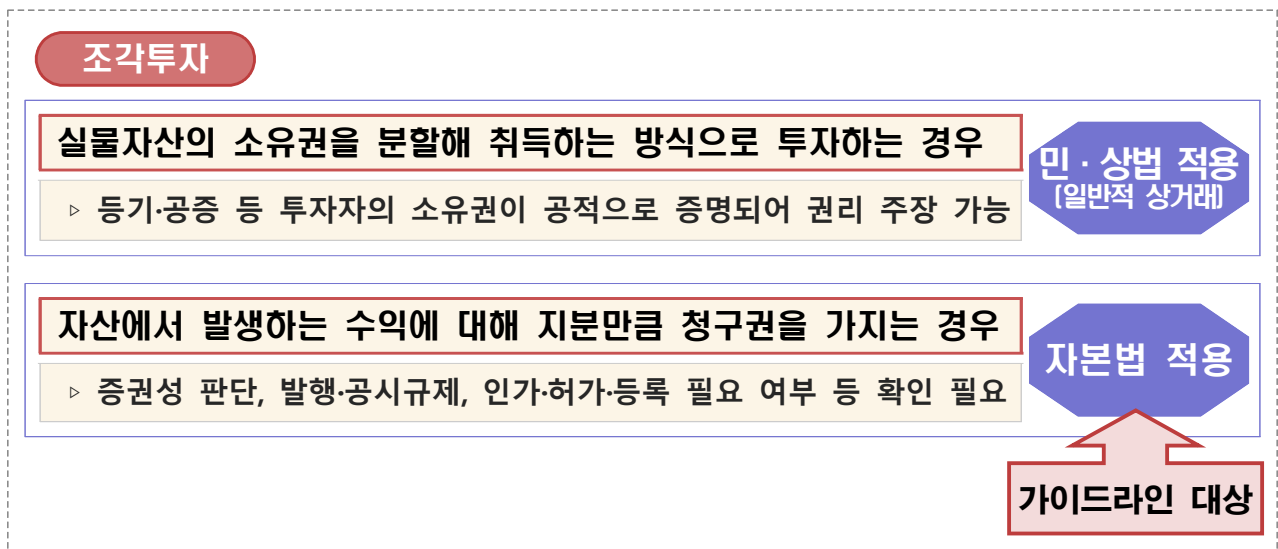 조각투자
실물자산의 소유권을 분할해 취득하는 방식으로 투자하는 경우
▹ 등기·공증 등 투자자의 소유권이 공적으로 증명되어 권리 주장 가능
민·상법 적용
(일반적 상거래)
자산에서 발생하는 수익에 대해 지분만큼 청구권을 가지는 경우
▹ 증권성 판단, 발행·공시규제, 인가·허가·등록 필요 여부 등 확인 필요
자본법 적용
가이드라인 대상